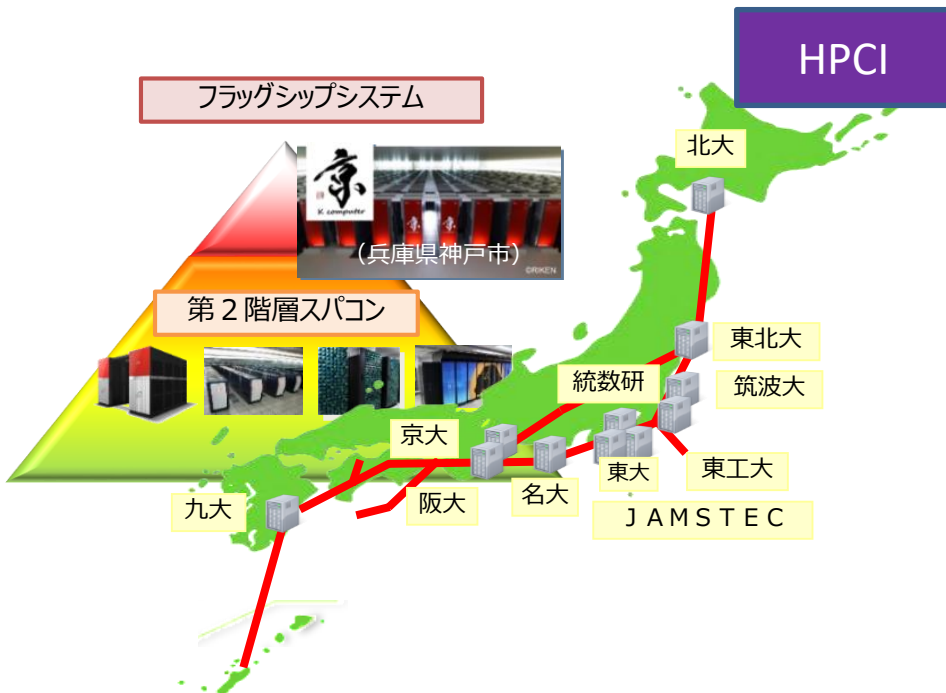 HPCI
フラッグシップシステム
京
K computer
京 京
（兵庫県神戸市）
©RIKEN
北大
第２階層スパコン
東北大
統数研
筑波大
京大
東大
東工大
阪大
名大
九大
ＪＡＭＳＴＥＣ